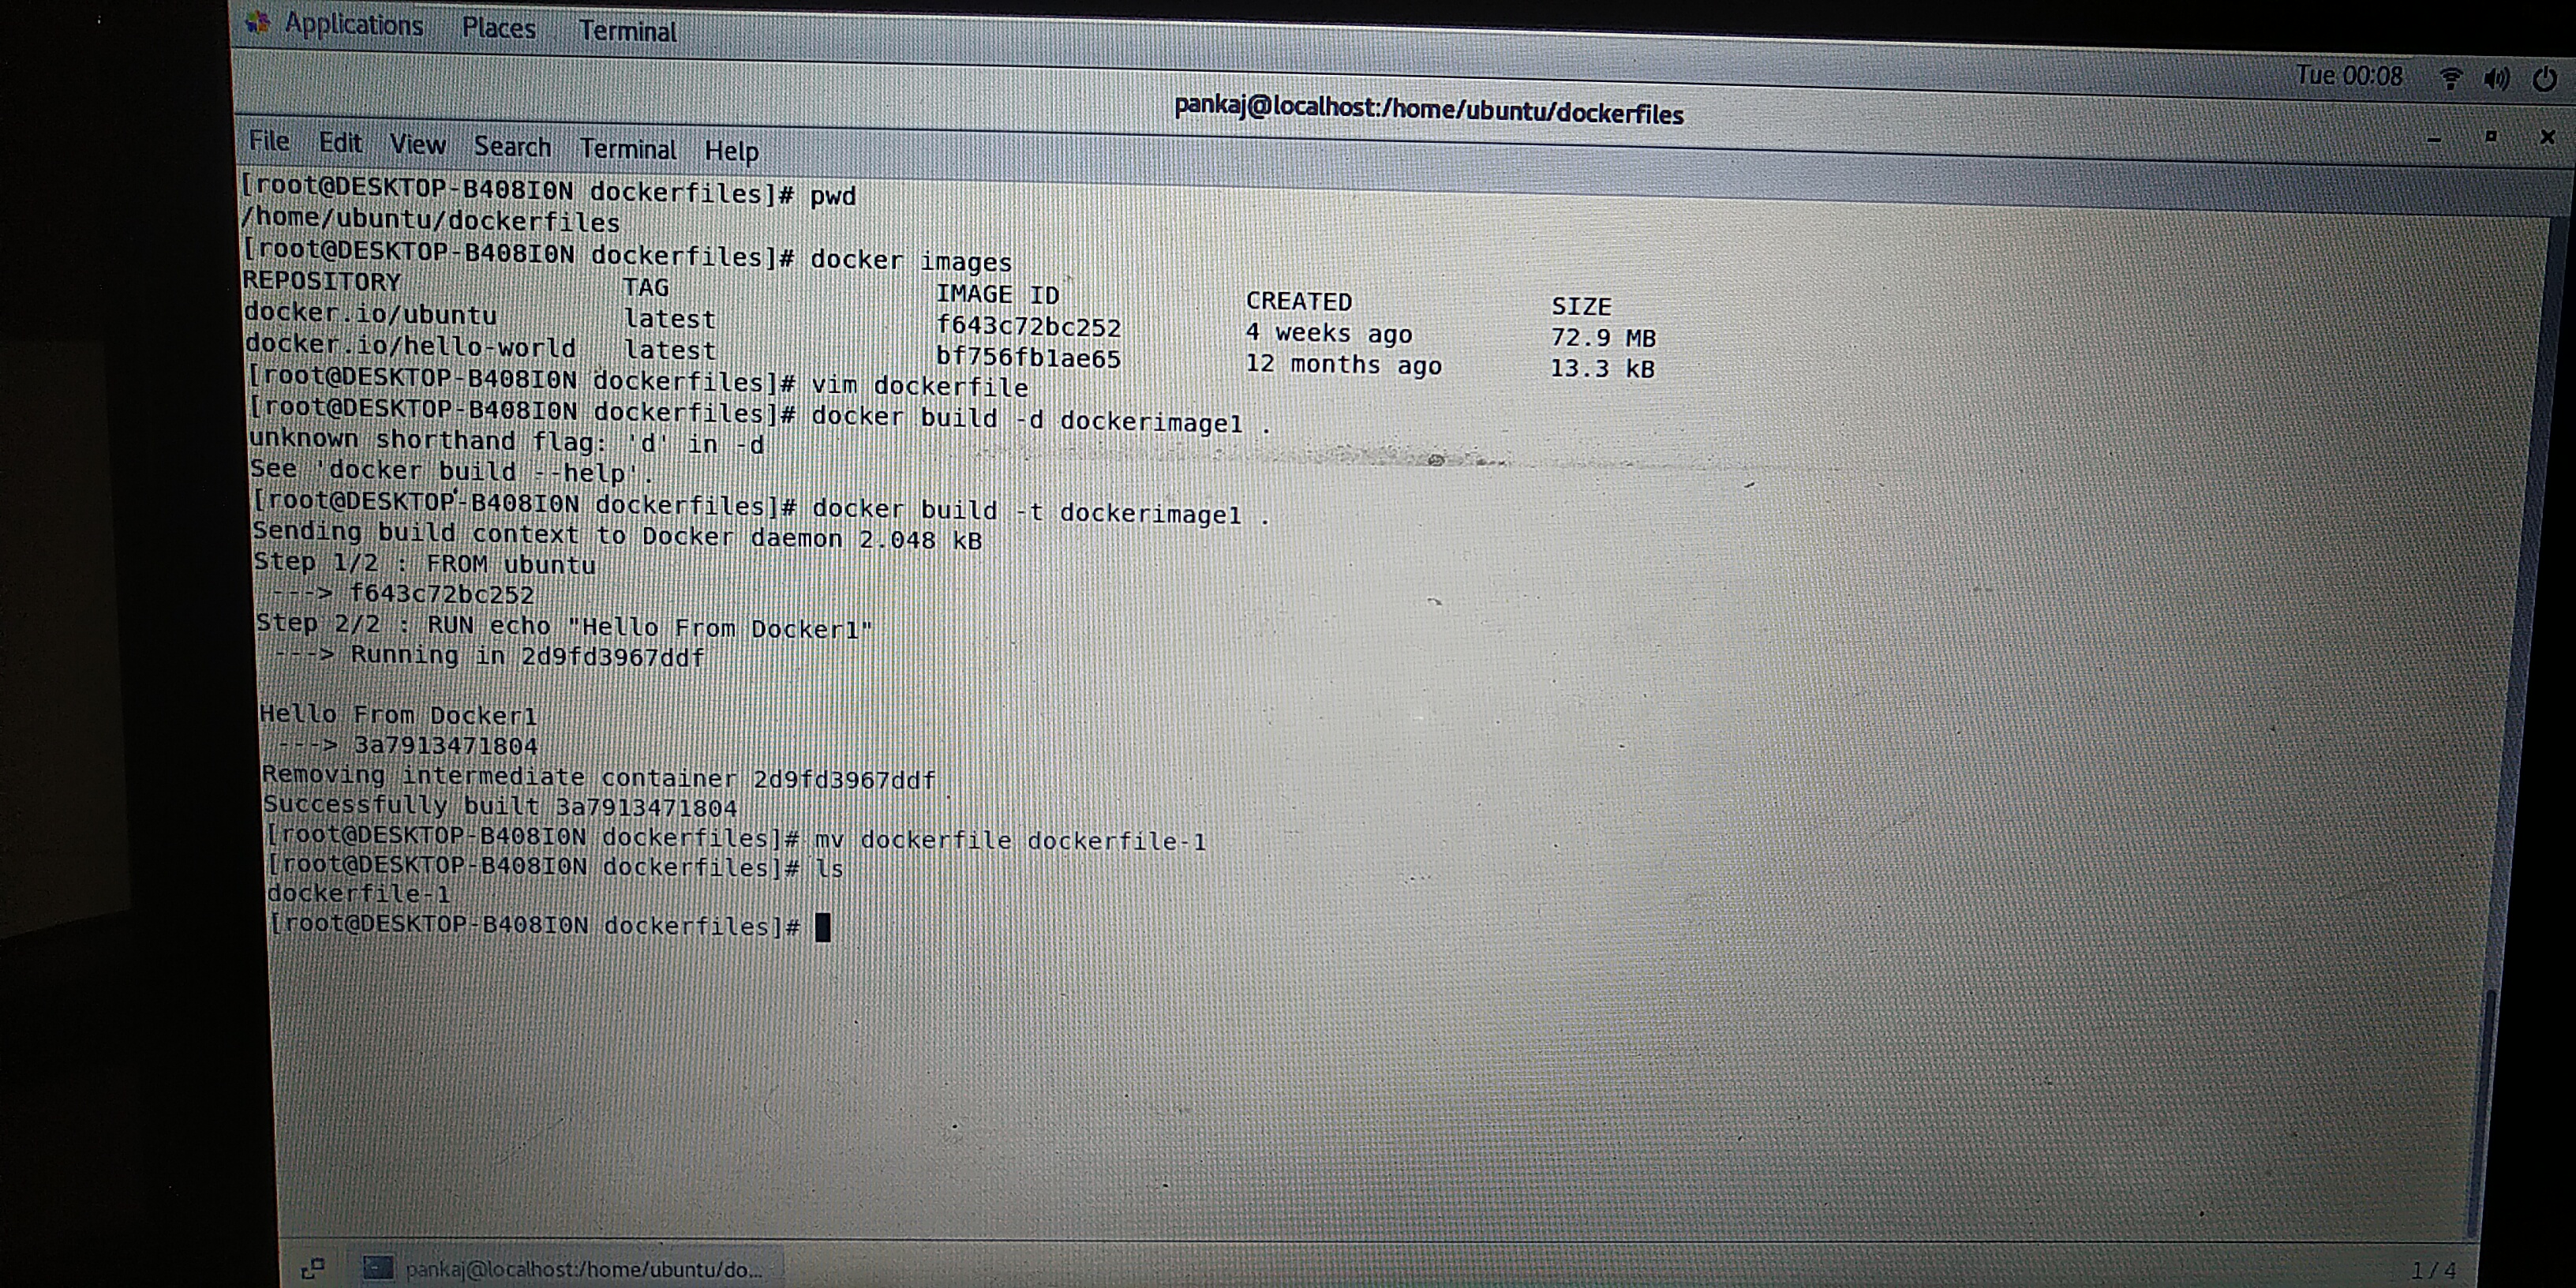 Applications Places Terminal
Tue 00:08
pankaj@localhost:/home/ubuntu/dockerfiles
File Edit View Search Terminal Help
[root@DESKTOP-B408I0N dockerfiles]# pwd
/home/ubuntu/dockerfiles
[root@DESKTOP-B408I0N dockerfiles]# docker images
REPOSITORY TAG IMAGE ID CREATED SIZE
docker.io/ubuntu latest f643c72bc252 4 weeks ago 72.9 MB
docker.io/hello-world latest bf756fb1ae65 12 months ago 13.3 kB
[root@DESKTOP-B408I0N dockerfiles]# vim dockerfile
[root@DESKTOP-B408I0N dockerfiles]# docker build -d dockerimage1 .
unknown shorthand flag: 'd' in -d
See 'docker build --help'.
[root@DESKTOP-B408I0N dockerfiles]# docker build -t dockerimage1 .
Sending build context to Docker daemon 2.048 kB
Step 1/2 : FROM ubuntu
---> f643c72bc252
Step 2/2 : RUN echo "Hello From Docker1"
---> Running in 2d9fd3967ddf
Hello From Docker1
---> 3a7913471804
Removing intermediate container 2d9fd3967ddf
Successfully built 3a7913471804
[root@DESKTOP-B408I0N dockerfiles]# mv dockerfile dockerfile-1
[root@DESKTOP-B408I0N dockerfiles]# ls
dockerfile-1
[root@DESKTOP-B408I0N dockerfiles]#
pankaj@localhost:/home/ubuntu/do...
1 / 4